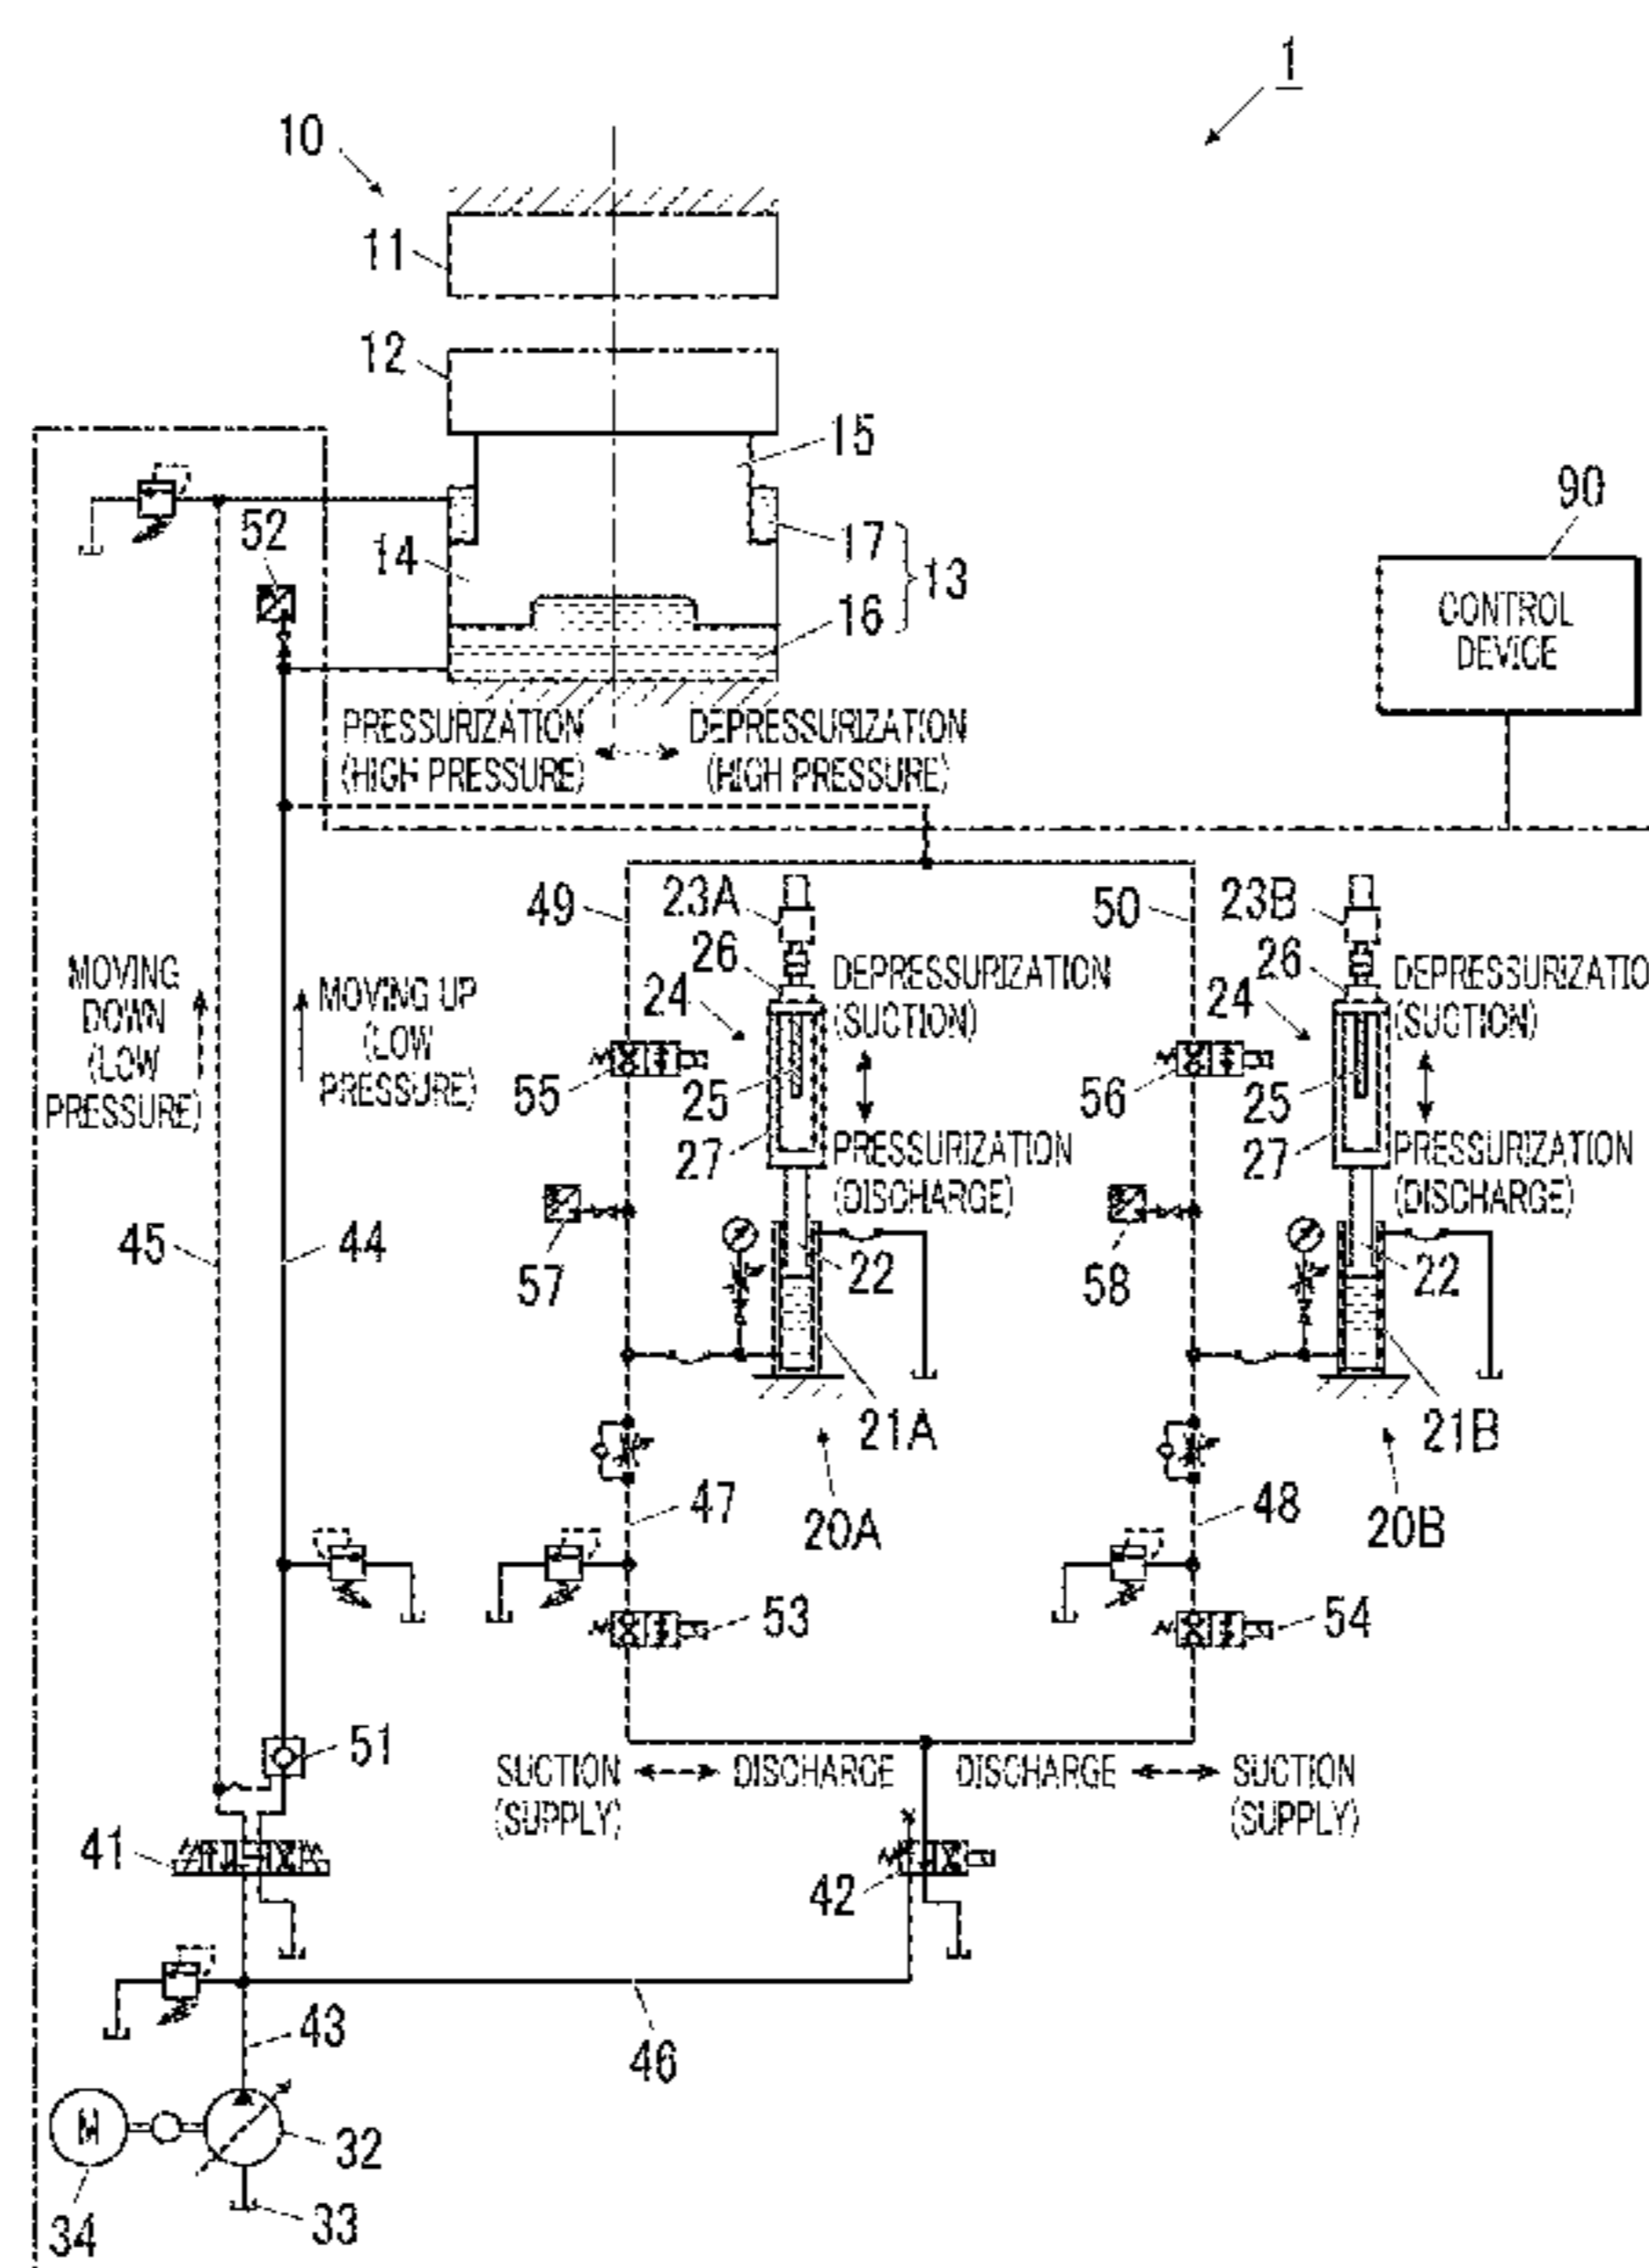 1
10
11
12
15
90
52
14
17
13
16
CONTROL
DEVICE
PRESSURIZATION
(HIGH PRESSURE)
DEPRESSURIZATION
(HIGH PRESSURE)
49
23A
50
23B
26
26
MOVING
DOWN
(LOW
PRESSURE)
MOVING UP
(LOW
PRESSURE)
24
DEPRESSURIZATION
(SUCTION)
24
DEPRESSURIZATIO
(SUCTION)
55
25
56
25
27
PRESSURIZATION
(DISCHARGE)
27
PRESSURIZATION
(DISCHARGE)
45
44
57
22
58
22
21A
21B
47
20A
48
20B
53
54
51
SUCTION
(SUPPLY)
DISCHARGE
DISCHARGE
SUCTION
(SUPPLY)
41
42
43
46
M
32
34
33